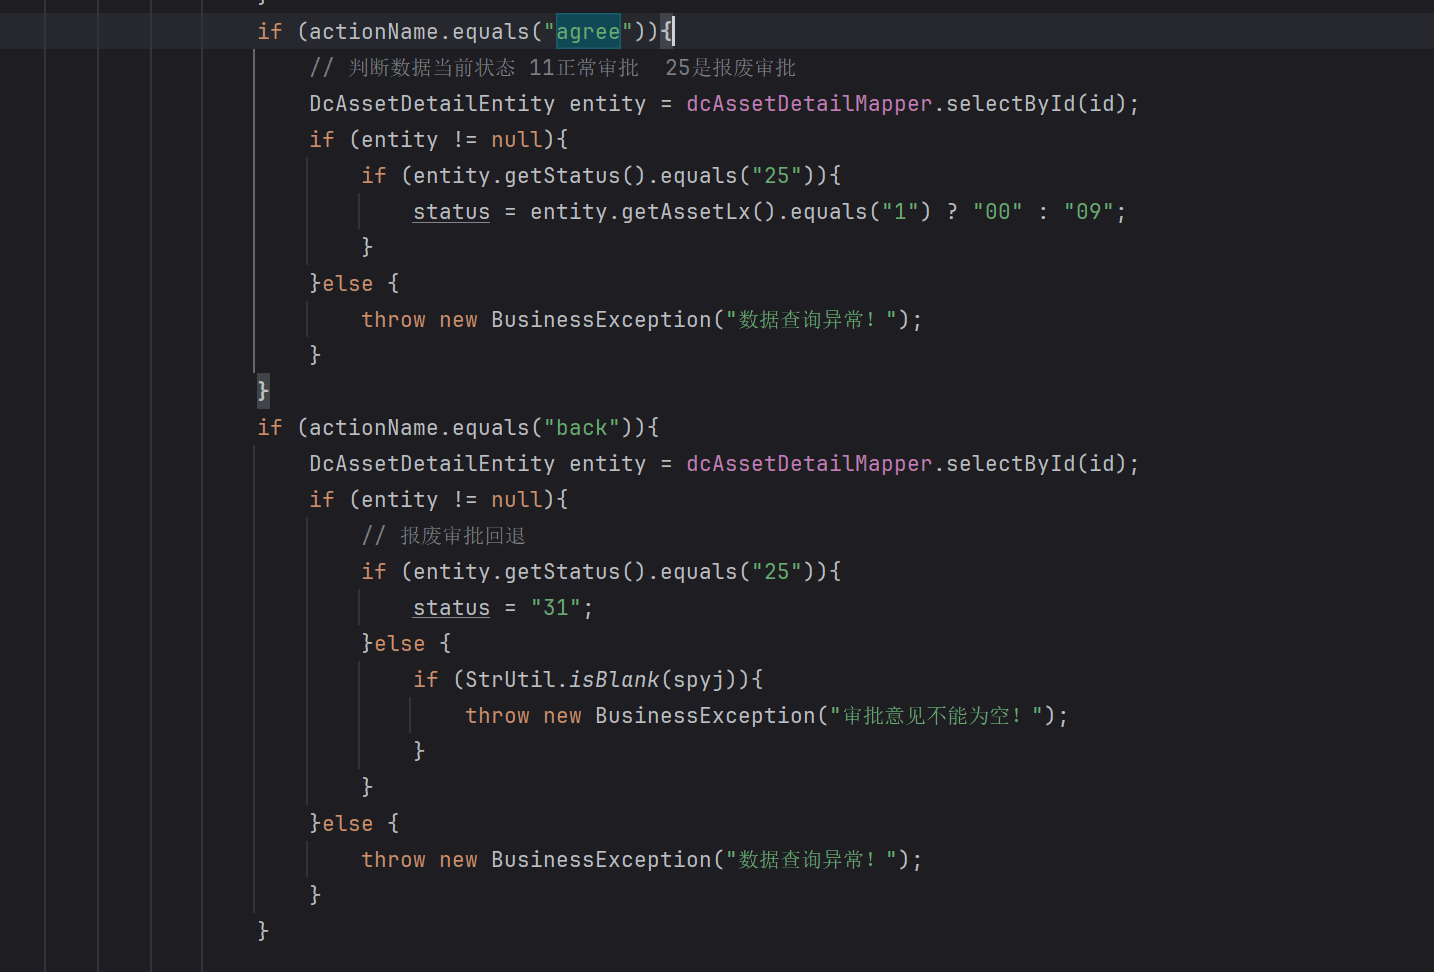 }
if (actionName.equals("agree")){
// 判断数据当前状态 11正常审批  25是报废审批
DcAssetDetailEntity entity = dcAssetDetailMapper.selectById(id);
if (entity != null){
if (entity.getStatus().equals("25")){
status = entity.getAssetLx().equals("1") ? "00" : "09";
}
}else {
throw new BusinessException("数据查询异常！");
}
}
if (actionName.equals("back")){
DcAssetDetailEntity entity = dcAssetDetailMapper.selectById(id);
if (entity != null){
// 报废审批回退
if (entity.getStatus().equals("25")){
status = "31";
}else {
if (StrUtil.isBlank(spyj)){
throw new BusinessException("审批意见不能为空！");
}
}
}else {
throw new BusinessException("数据查询异常！");
}
}